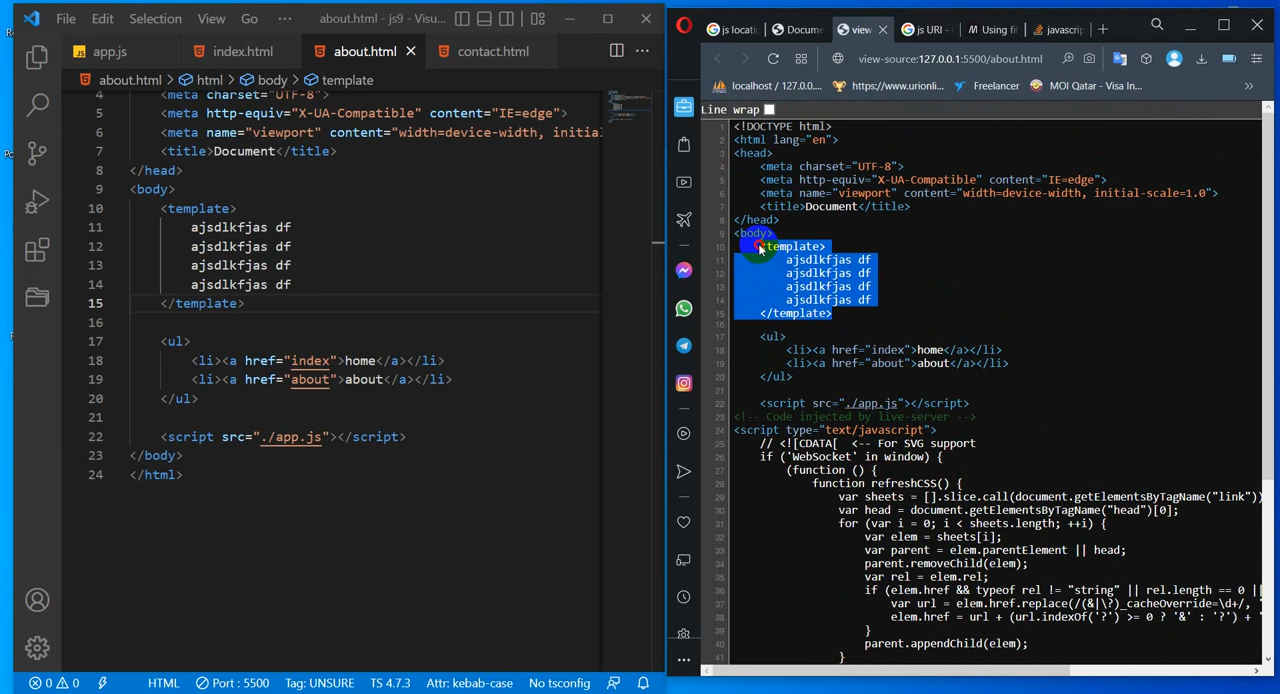 File Edit Selection View Go ··· about.html - js9 - Visu...
app.js index.html about.html contact.html
about.html > html > body > template
4 <meta charset="UTF-8">
5 <meta http-equiv="X-UA-Compatible" content="IE=edge">
6 <meta name="viewport" content="width=device-width, initial
7 <title>Document</title>
8 </head>
9 <body>
10 <template>
11 ajsdlkfjas df
12 ajsdlkfjas df
13 ajsdlkfjas df
14 ajsdlkfjas df
15 </template>
16
17 <ul>
18 <li><a href="index">home</a></li>
19 <li><a href="about">about</a></li>
20 </ul>
21
22 <script src="./app.js"></script>
23 </body>
24 </html>
0 0 HTML Port : 5500 Tag: UNSURE TS 4.7.3 Attr: kebab-case No tsconfig
js locati Docume view js URI - M Using fil javascrip
view-source:127.0.0.1:5500/about.html
localhost / 127.0.0.... https://www.urionli... Freelancer MOI Qatar - Visa In... »
Line wrap
1 <!DOCTYPE html>
2 <html lang="en">
3 <head>
4 <meta charset="UTF-8">
5 <meta http-equiv="X-UA-Compatible" content="IE=edge">
6 <meta name="viewport" content="width=device-width, initial-scale=1.0">
7 <title>Document</title>
8 </head>
9 <body>
10 <template>
11 ajsdlkfjas df
12 ajsdlkfjas df
13 ajsdlkfjas df
14 ajsdlkfjas df
15 </template>
16
17 <ul>
18 <li><a href="index">home</a></li>
19 <li><a href="about">about</a></li>
20 </ul>
21
22 <script src="./app.js"></script>
23 <!-- Code injected by live-server -->
24 <script type="text/javascript">
25 // <![CDATA[ <-- For SVG support
26 if ('WebSocket' in window) {
27 (function () {
28 function refreshCSS() {
29 var sheets = [].slice.call(document.getElementsByTagName("link"))
30 var head = document.getElementsByTagName("head")[0];
31 for (var i = 0; i < sheets.length; ++i) {
32 var elem = sheets[i];
33 var parent = elem.parentElement || head;
34 parent.removeChild(elem);
35 var rel = elem.rel;
36 if (elem.href && typeof rel != "string" || rel.length == 0 ||
37 var url = elem.href.replace(/(&|\?)_cacheOverride=\d+/, '
38 elem.href = url + (url.indexOf('?') >= 0 ? '&' : '?') + '
39 }
40 parent.appendChild(elem);
41 }